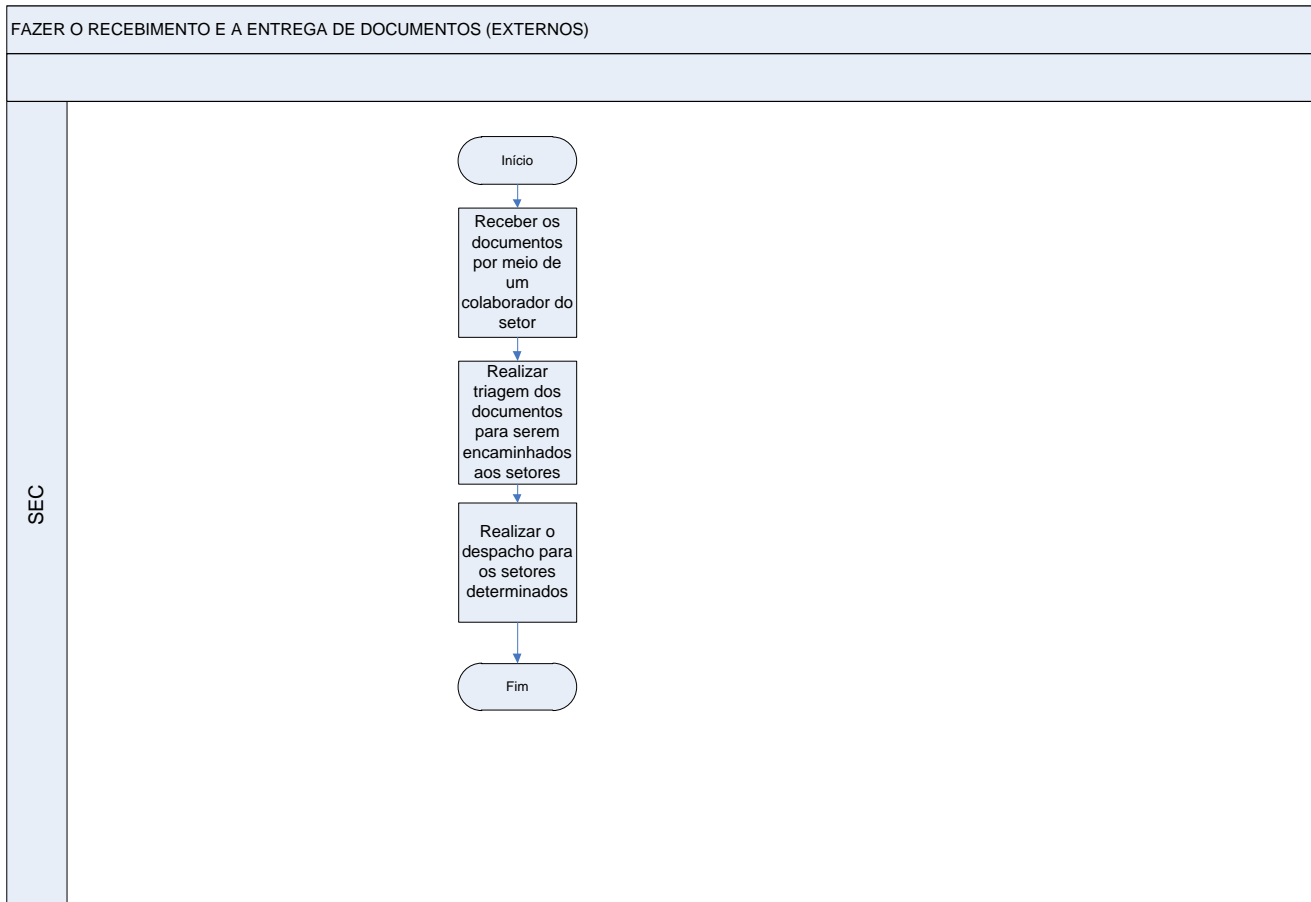 FAZER O RECEBIMENTO E A ENTREGA DE DOCUMENTOS (EXTERNOS)
SEC
Início
Receber os
documentos
por meio de
um
colaborador do
setor
Realizar
triagem dos
documentos
para serem
encaminhados
aos setores
Realizar o
despacho para
os setores
determinados
Fim